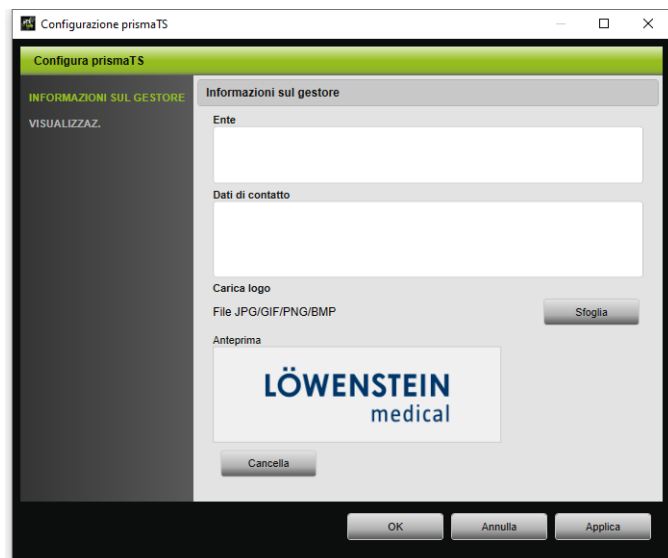 Configurazione prismaTS
Configura prismaTS
INFORMAZIONI SUL GESTORE
VISUALIZZAZ.
Informazioni sul gestore
Ente
Dati di contatto
Carica logo
File JPG/GIF/PNG/BMP
Sfoglia
Anteprima
LÖWENSTEIN
medical
Cancella
OK
Annulla
Applica